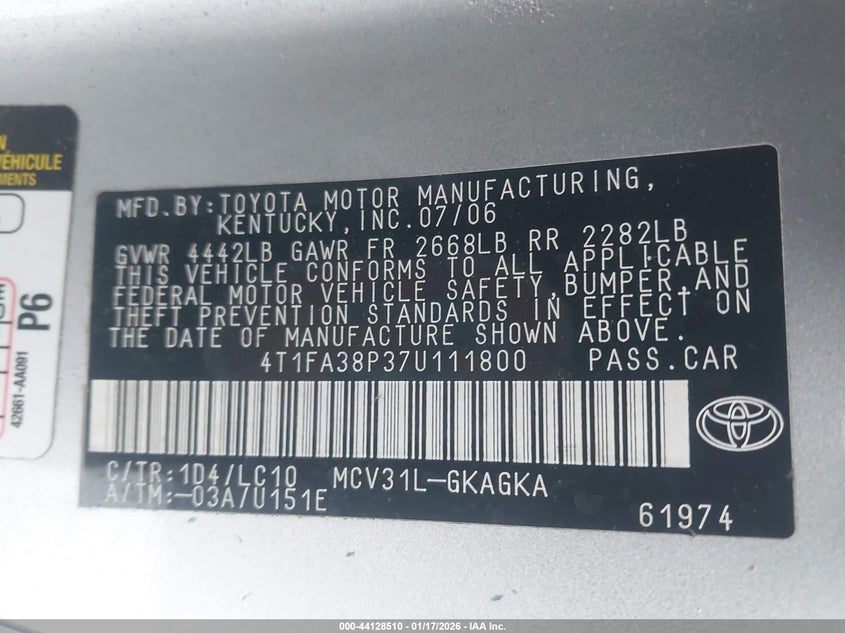 N
VÉHICULE
MENTS
P6
42661-AA091
MFD.BY:TOYOTA MOTOR MANUFACTURING,
KENTUCKY,INC.07/06
GVWR 4442LB GAWR FR 2668LB RR 2282LB
THIS VEHICLE CONFORMS TO ALL APPLICABLE
FEDERAL MOTOR VEHICLE SAFETY,BUMPER,AND
THEFT PREVENTION STANDARDS IN EFFECT ON
THE DATE OF MANUFACTURE SHOWN ABOVE.
4T1FA38P37U111800 PASS.CAR
C/TR:1D4/LC10 MCV31L-GKAGKA
A/TM:-03A/U151E
61974
000-44128510 | 01/17/2026 | IAA Inc.